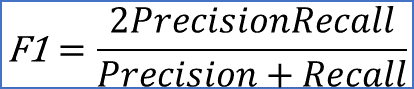 F1 = 2PrecisionRecall / Precision + Recall